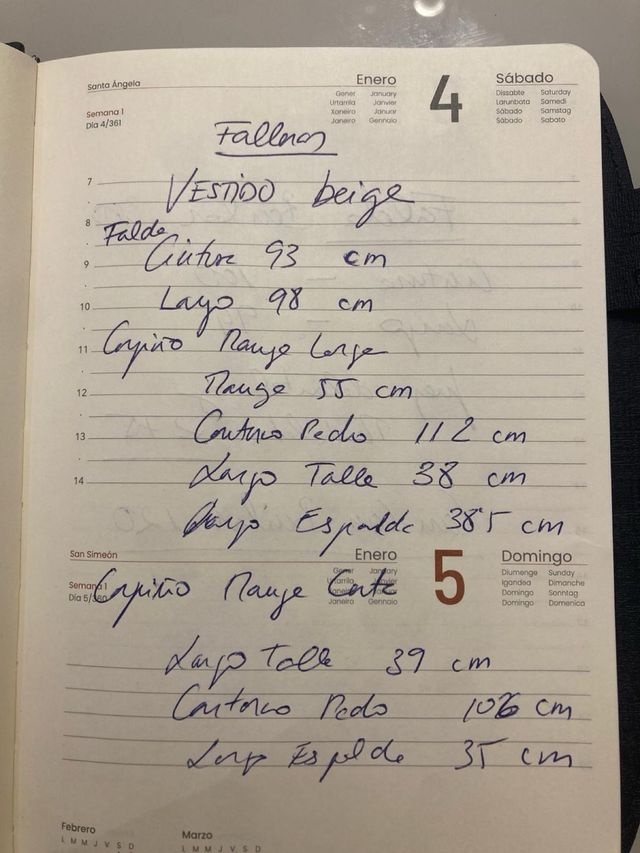 Santa Ángela
Enero
4
Sábado
Gener January
Urtarrila Janvier
Xaneiro Januar
Janeiro Gennaio
Dissabte Saturday
Larunbata Samedi
Sábado Samstag
Sábado Sabato
Semana 1
Día 4/361
Falleras
7
VESTIDO beige
8
Falda
9
Cintura 93 cm
10
Largo 98 cm
11
Corpiño Manga Larga
12
Manga 55 cm
13
Contorno Pecho 112 cm
14
Largo Talle 38 cm
Largo Espalda 38'5 cm
San Simeón
Enero
5
Domingo
Gener January
Urtarrila Janvier
Janeiro Gennaio
Diumenge Sunday
Igandea Dimanche
Domingo Sonntag
Domingo Domenica
Semana 1
Día 5/360
Corpiño Manga Corta
Largo Talle 39 cm
Contorno Pecho 106 cm
Largo Espalda 35 cm
Febrero
L M M J V S D
Marzo
L M M J V S D